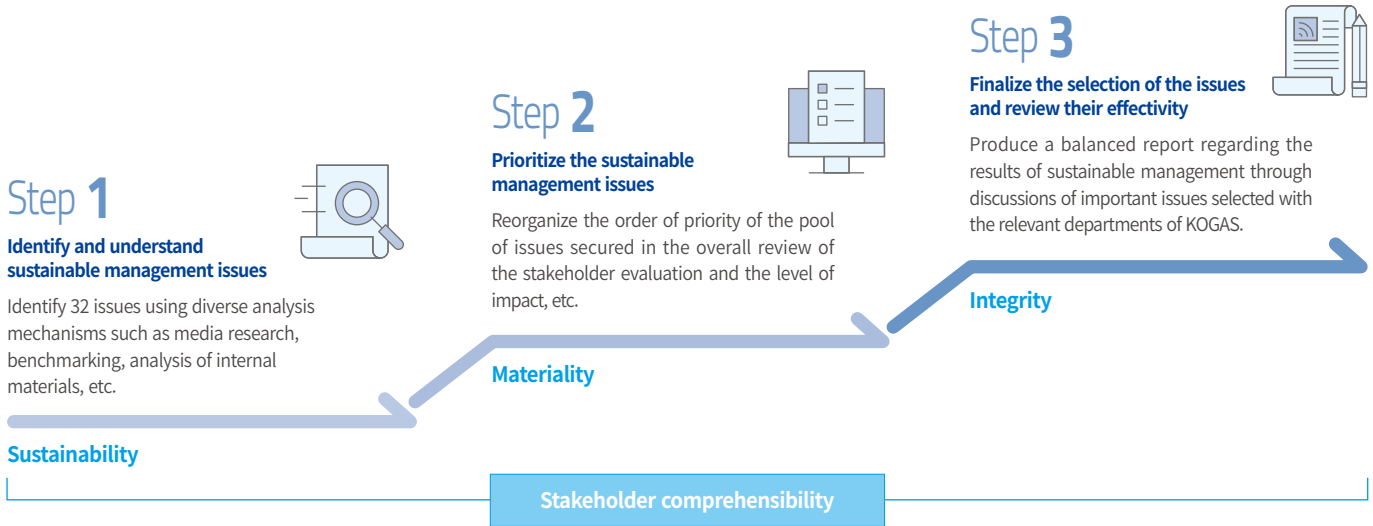 Step 1
Identify and understand
sustainable management issues
Identify 32 issues using diverse analysis
mechanisms such as media research,
benchmarking, analysis of internal
materials, etc.
Sustainability
Step 2
Prioritize the sustainable
management issues
Reorganize the order of priority of the pool
of issues secured in the overall review of
the stakeholder evaluation and the level of
impact, etc.
Materiality
Step 3
Finalize the selection of the issues
and review their effectivity
Produce a balanced report regarding the
results of sustainable management through
discussions of important issues selected with
the relevant departments of KOGAS.
Integrity
Stakeholder comprehensibility